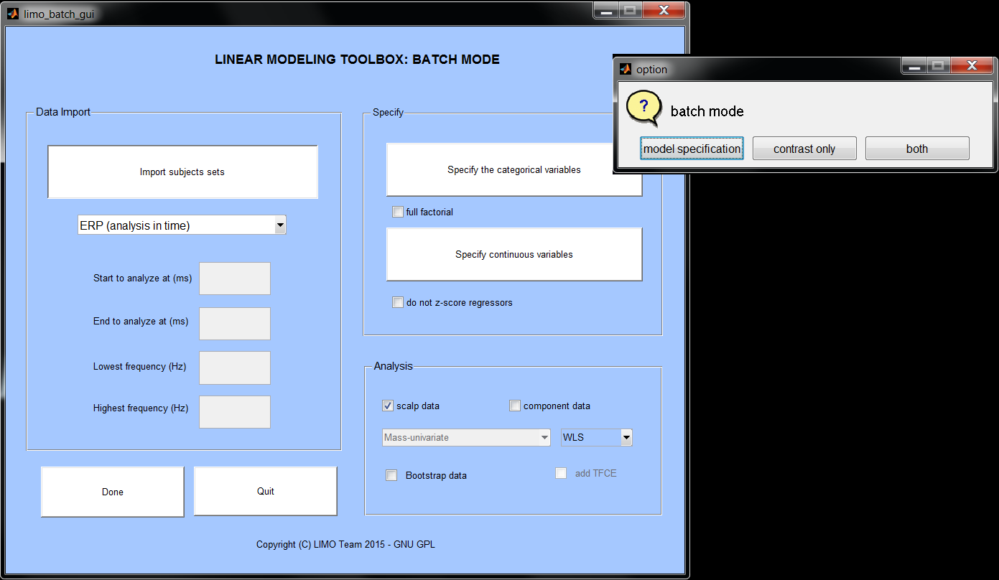 limo_batch_gui
LINEAR MODELING TOOLBOX: BATCH MODE
Data Import
Import subjects sets
ERP (analysis in time)
Start to analyze at (ms)
End to analyze at (ms)
Lowest frequency (Hz)
Highest frequency (Hz)
Done
Quit
Specify
Specify the categorical variables
full factorial
Specify continuous variables
do not z-score regressors
Analysis
scalp data
component data
Mass-univariate
WLS
Bootstrap data
add TFCE
Copyright (C) LIMO Team 2015 - GNU GPL
option
?
batch mode
model specification
contrast only
both